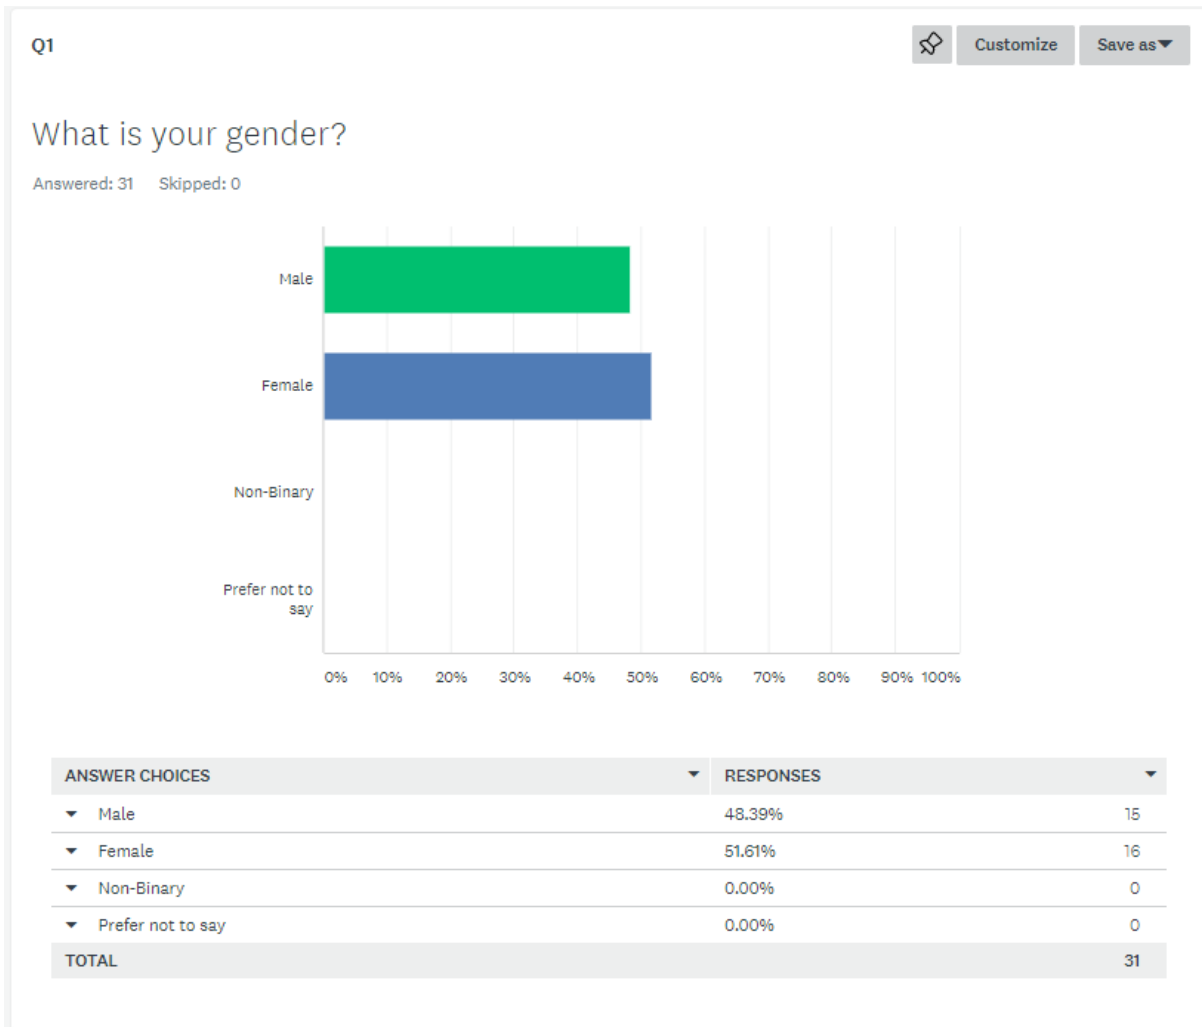 Q1
Customize
Save as
What is your gender?
Answered: 31 Skipped: 0
Male
Female
Non-Binary
Prefer not to
say
0% 10% 20% 30% 40% 50% 60% 70% 80% 90% 100%
ANSWER CHOICES RESPONSES
Male 48.39% 15
Female 51.61% 16
Non-Binary 0.00% 0
Prefer not to say 0.00% 0
TOTAL 31